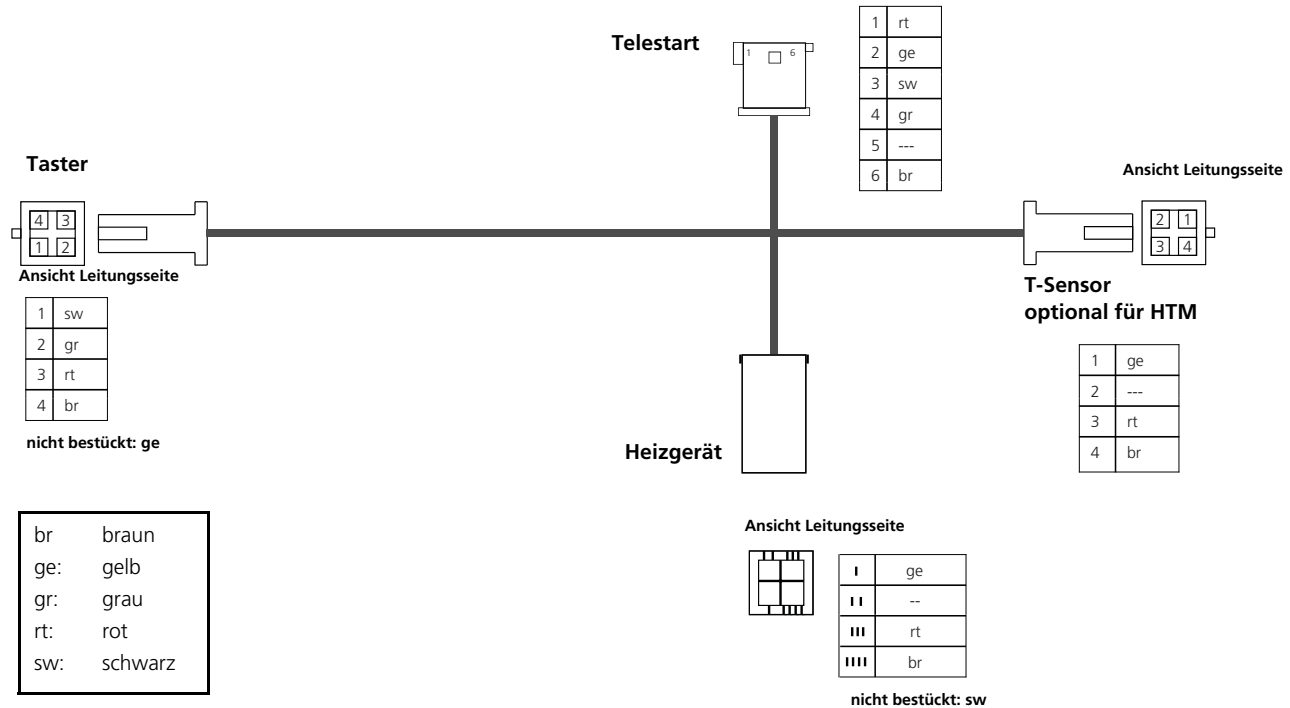 Telestart
1 6
1 rt
2 ge
3 sw
4 gr
5 ---
6 br
Taster
4 3
1 2
Ansicht Leitungsseite
1 sw
2 gr
3 rt
4 br
nicht bestückt: ge
Ansicht Leitungsseite
2 1
3 4
T-Sensor
optional für HTM
1 ge
2 ---
3 rt
4 br
Heizgerät
Ansicht Leitungsseite
I ge
II --
III rt
IIII br
nicht bestückt: sw
br braun
ge: gelb
gr: grau
rt: rot
sw: schwarz